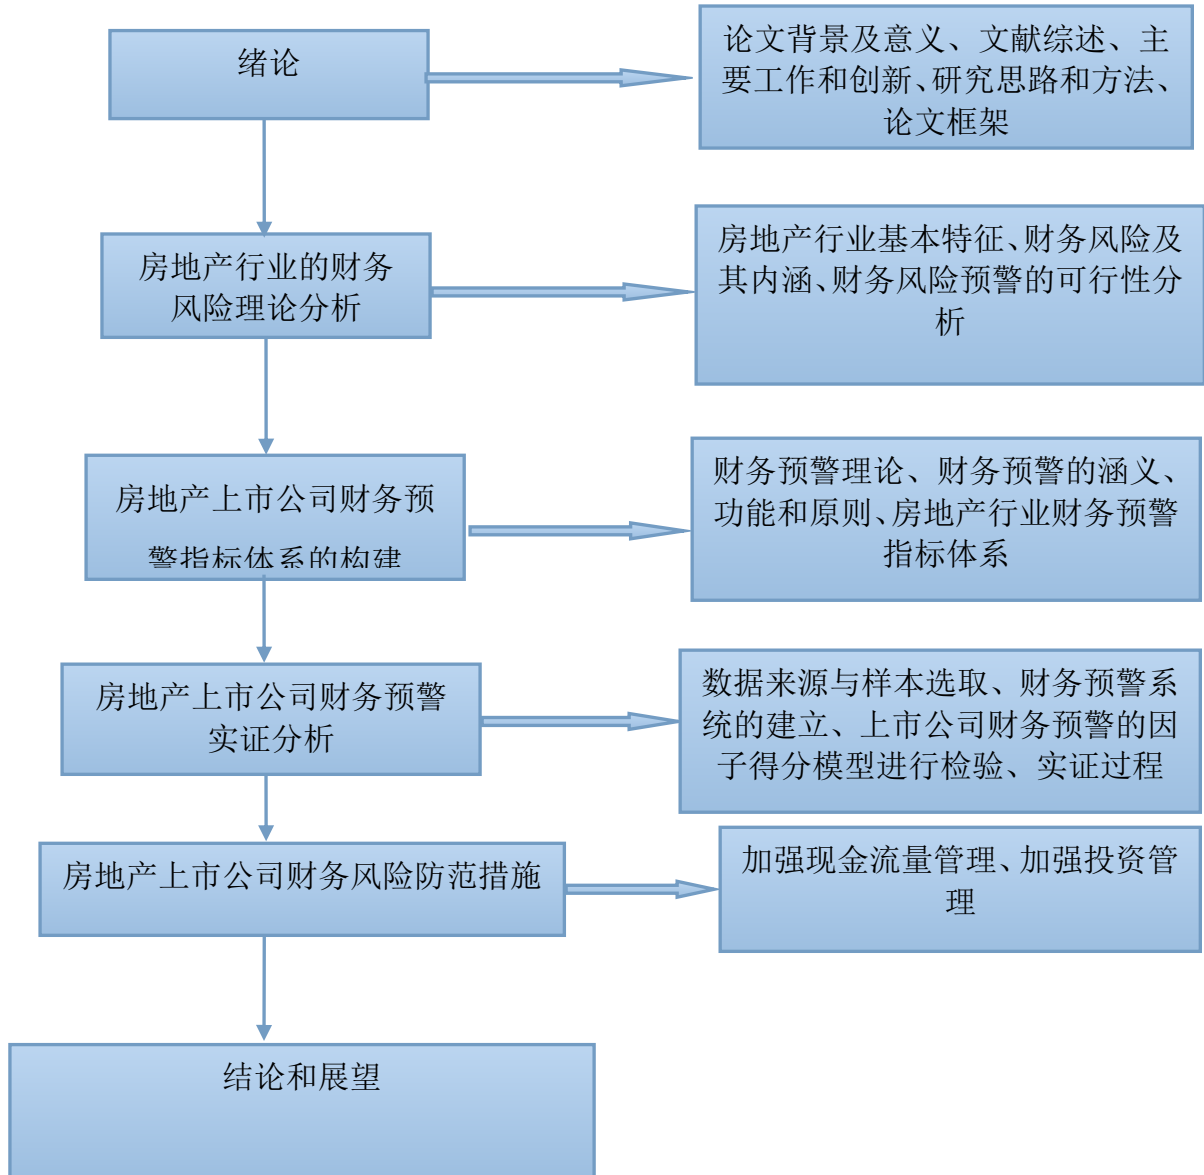 绪论
论文背景及意义、文献综述、主
要工作和创新、研究思路和方法、
论文框架
房地产行业的财务
风险理论分析
房地产行业基本特征、财务风险及
其内涵、财务风险预警的可行性分
析
房地产上市公司财务预
警指标体系的构建
财务预警理论、财务预警的涵义、
功能和原则、房地产行业财务预警
指标体系
房地产上市公司财务预警
实证分析
数据来源与样本选取、财务预警系
统的建立、上市公司财务预警的因
子得分模型进行检验、实证过程
房地产上市公司财务风险防范措施
加强现金流量管理、加强投资管
理
结论和展望